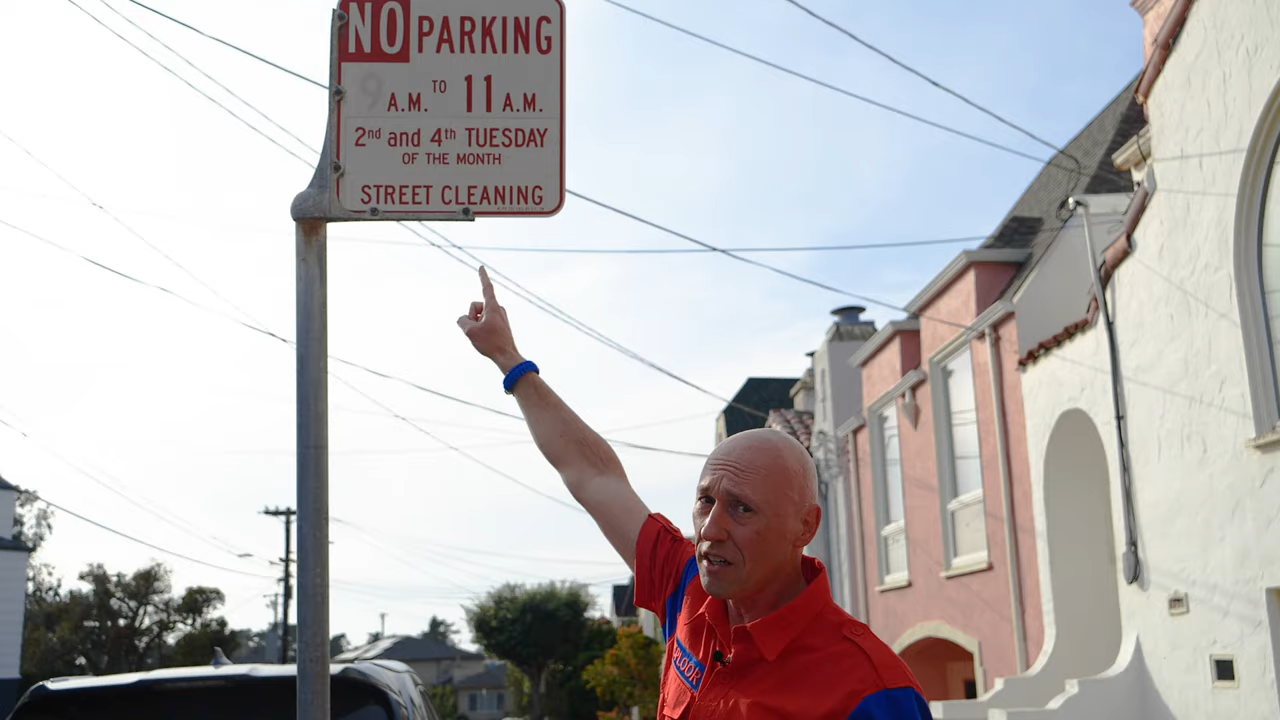 NO PARKING
9 A.M. TO 11 A.M.
2nd and 4th TUESDAY
OF THE MONTH
STREET CLEANING